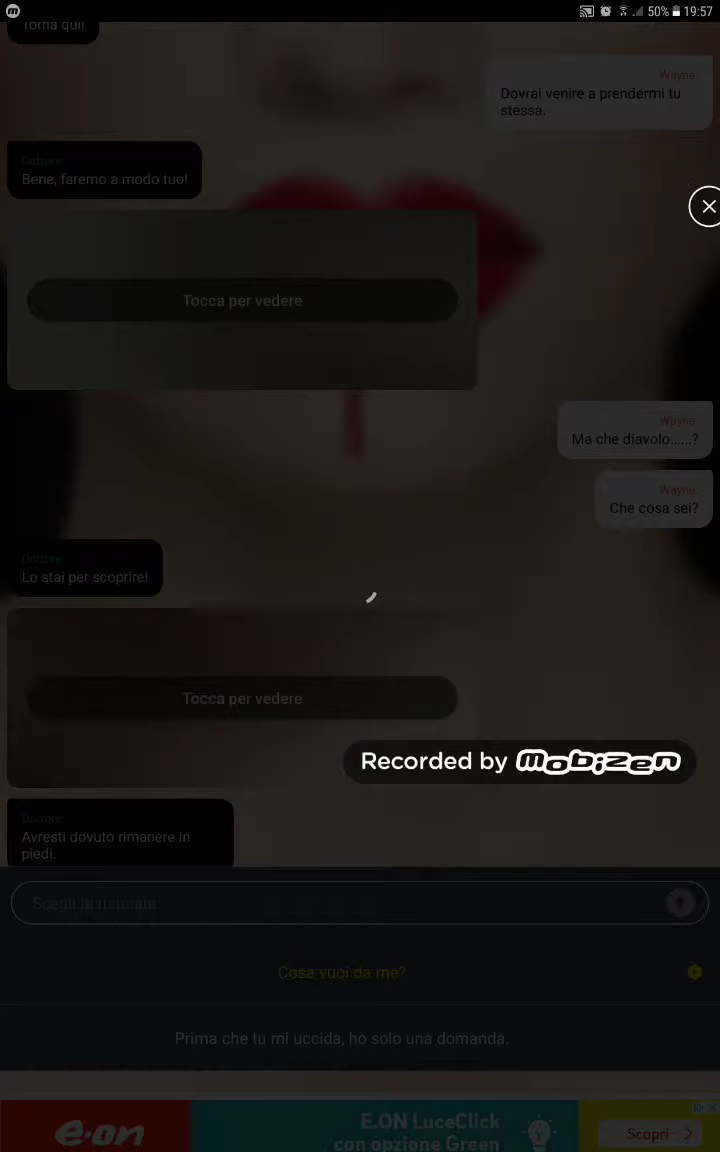 50% 19:57
Torna qui!
Wayne
Dovrai venire a prendermi tu
stessa.
Dottore
Bene, faremo a modo tuo!
Tocca per vedere
Wayne
Ma che diavolo......?
Wayne
Che cosa sei?
Dottore
Lo stai per scoprire!
Tocca per vedere
Recorded by mobizen
Dottore
Avresti dovuto rimanere in
piedi.
Scegli la risposta
Cosa vuoi da me?
Prima che tu mi uccida, ho solo una domanda.
e·on
E.ON LuceClick
con opzione Green
Scopri